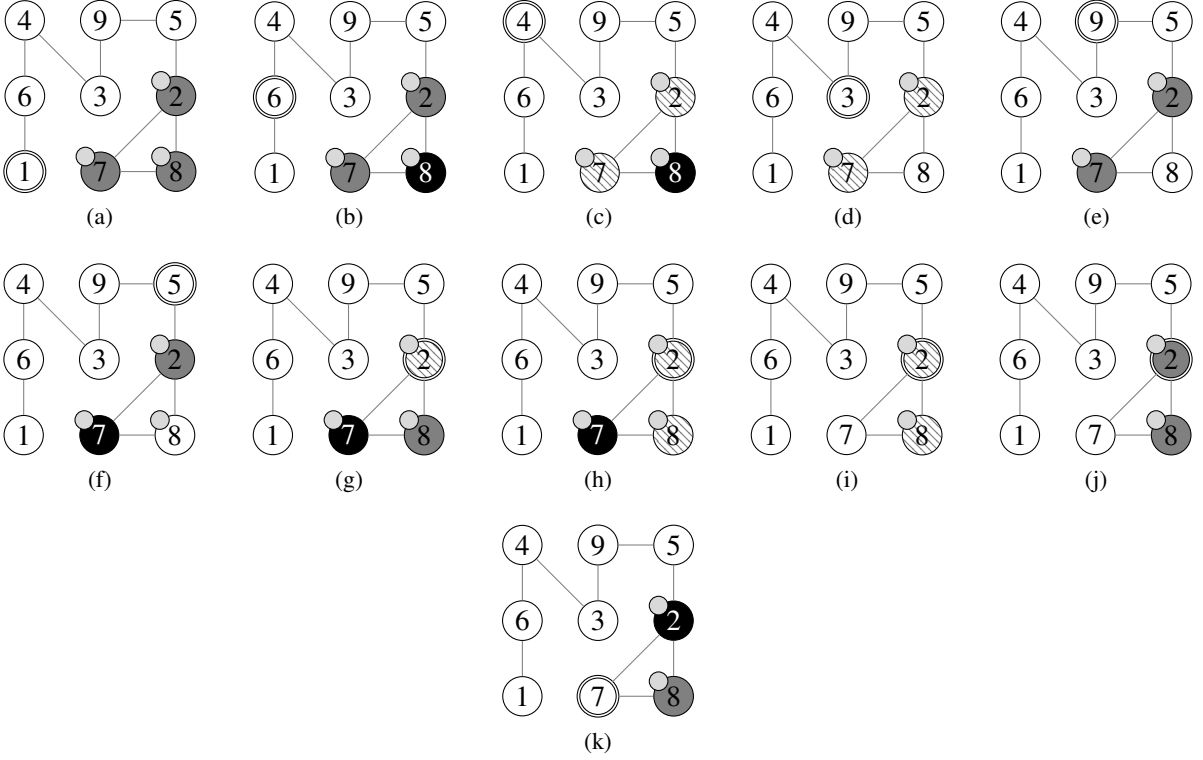 4 9 5 4 9 5 4 9 5 4 9 5 4 9 5
6 3 2 6 3 2 6 3 2 6 3 2 6 3 2
1 7 8 1 7 8 1 7 8 1 7 8 1 7 8
(a) (b) (c) (d) (e)
4 9 5 4 9 5 4 9 5 4 9 5 4 9 5
6 3 2 6 3 2 6 3 2 6 3 2 6 3 2
1 7 8 1 7 8 1 7 8 1 7 8 1 7 8
(f) (g) (h) (i) (j)
4 9 5
6 3 2
1 7 8
(k)